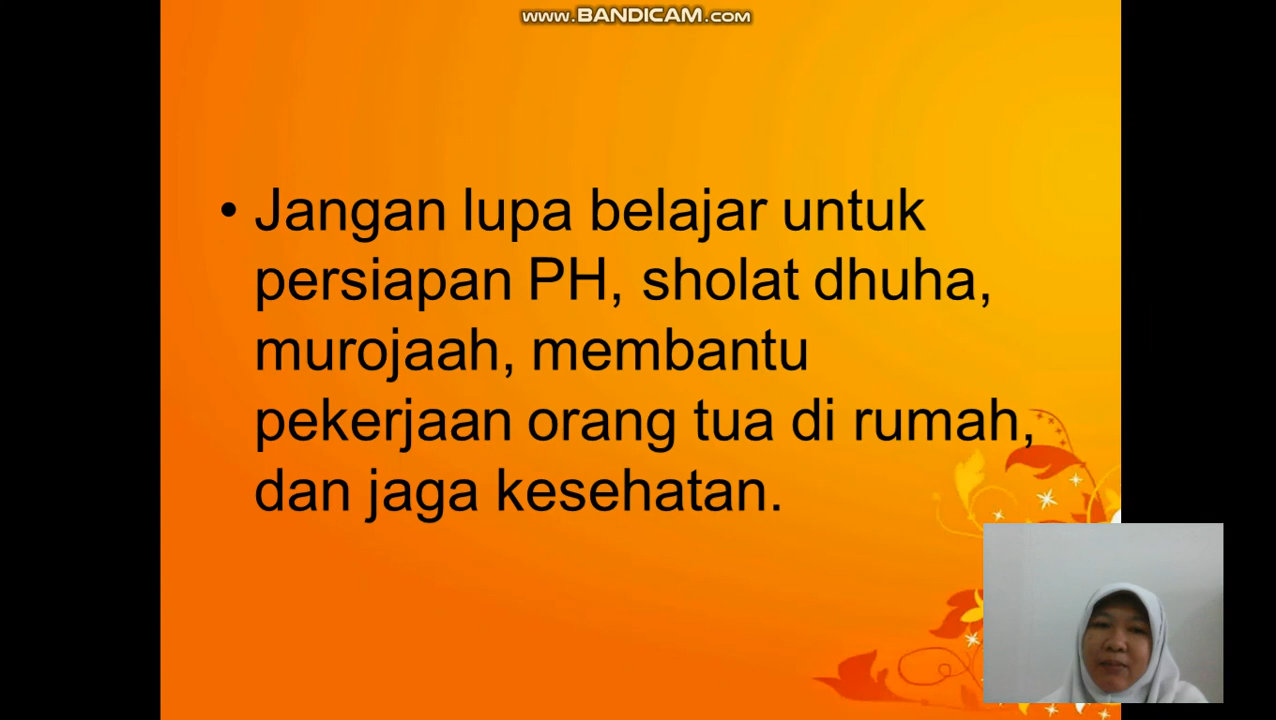 www.BANDICAM.com
• Jangan lupa belajar untuk
persiapan PH, sholat dhuha,
murojaah, membantu
pekerjaan orang tua di rumah,
dan jaga kesehatan.